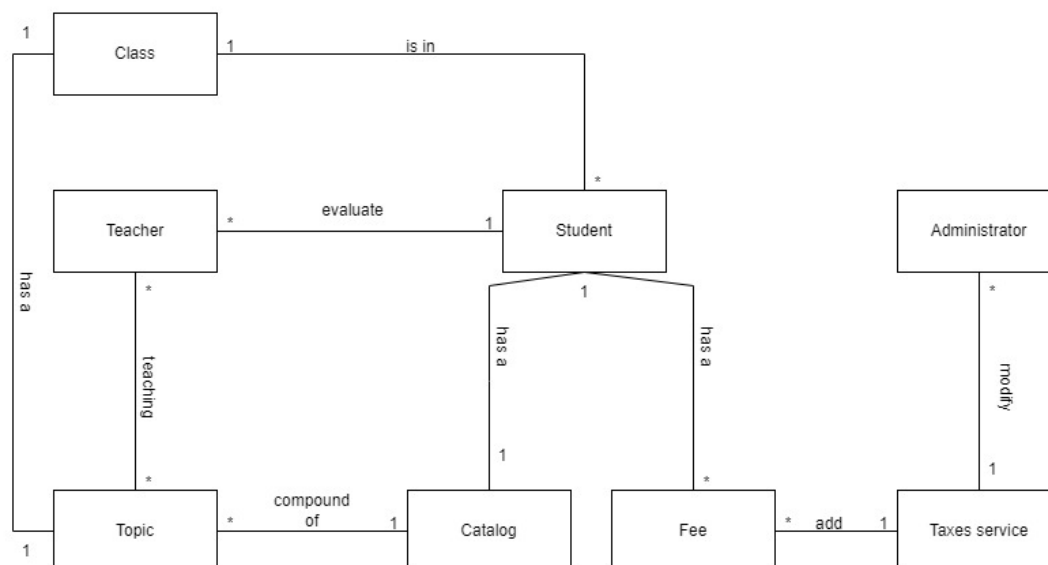 1
Class
1
is in
*
Teacher
*
evaluate
1
Student
Administrator
has a
*
teaching
*
1
has a
1
has a
*
*
modify
1
1
Topic
*
compound
of
1
Catalog
Fee
*
add
1
Taxes service